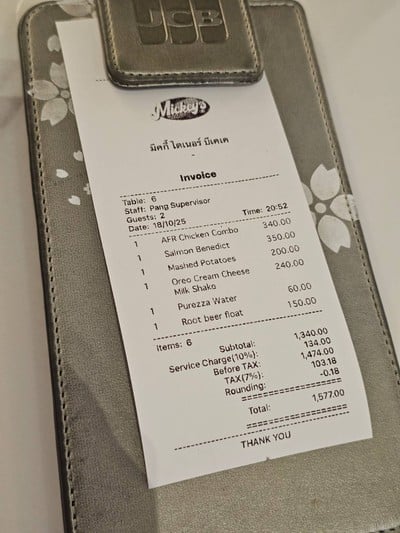 JCB
Mickey's
มิคกี้ ไดเนอร์ บีเคเค
-
Invoice
Table: 6
Staff: Pang Supervisor
Guests: 2
Date: 18/10/25 Time: 20:52
1 AFR Chicken Combo 340.00
1 Salmon Benedict 350.00
1 Mashed Potatoes 200.00
1 Oreo Cream Cheese 240.00
Milk Shake
1 Purezza Water 60.00
1 Root beer float 150.00
Items: 6
Subtotal: 1,340.00
Service Charge(10%): 134.00
Before TAX: 1,474.00
TAX(7%): 103.18
Rounding: -0.18
Total: 1,577.00
THANK YOU